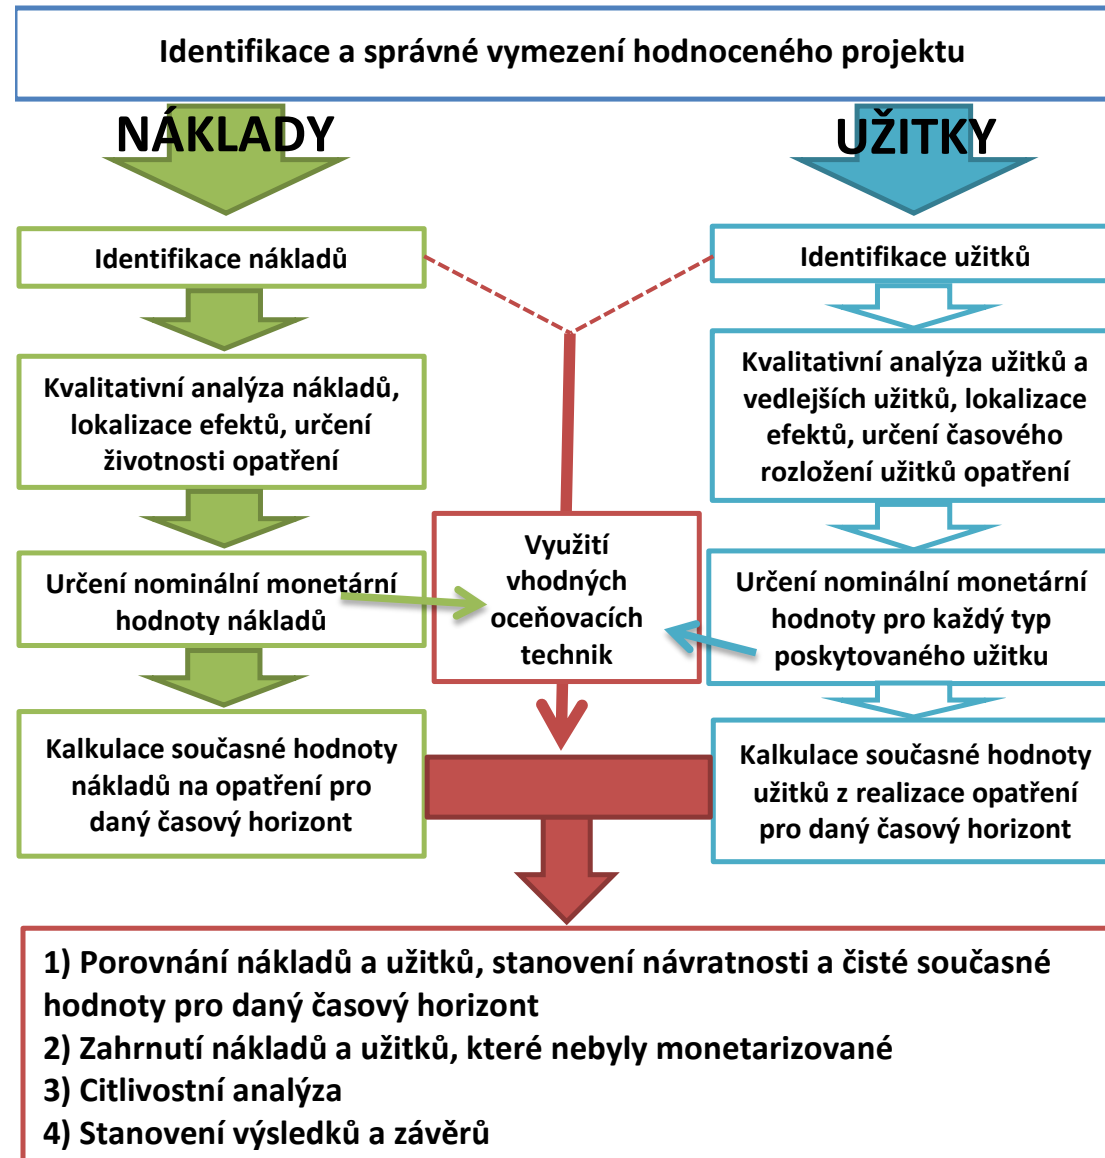 Identifikace a správné vymezení hodnoceného projektu
NÁKLADY
UŽITKY
Identifikace nákladů
Identifikace užitků
Kvalitativní analýza nákladů,
lokalizace efektů, určení
životnosti opatření
Kvalitativní analýza užitků a
vedlejších užitků, lokalizace
efektů, určení časového
rozložení užitků opatření
Určení nominální monetární
hodnoty nákladů
Využití
vhodných
oceňovacích
technik
Určení nominální monetární
hodnoty pro každý typ
poskytovaného užitku
Kalkulace současné hodnoty
nákladů na opatření pro
daný časový horizont
Kalkulace současné hodnoty
užitků z realizace opatření
pro daný časový horizont
1) Porovnání nákladů a užitků, stanovení návratnosti a čisté současné
hodnoty pro daný časový horizont
2) Zahrnutí nákladů a užitků, které nebyly monetarizované
3) Citlivostní analýza
4) Stanovení výsledků a závěrů